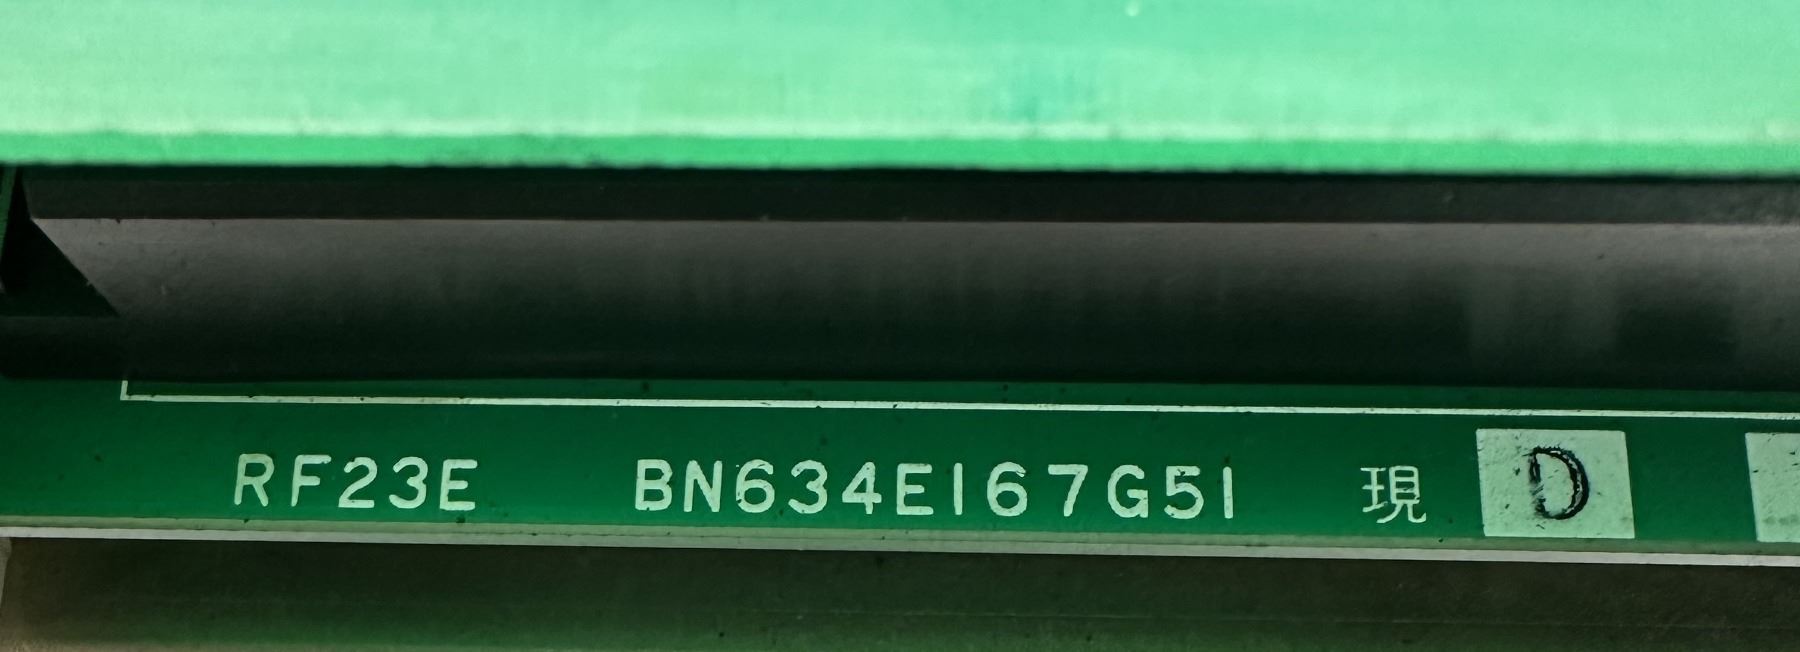 RF23E BN634E167G51 現 D